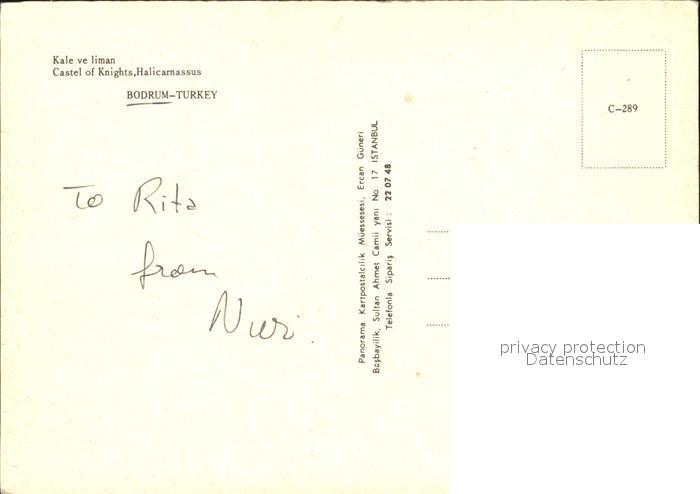 Kale ve liman
Castel of Knights,Halicarnassus
BODRUM-TURKEY
To Rita
from
Nuri.
Panorama Kartpostalcılık Müessesesi, Ercan Güneri
Başbayilik, Sultan Ahmet Camii yanı No. 17 ISTANBUL
Telefonla Sipariş Servisi: 22 07 48
C-289
privacy protection
Datenschutz